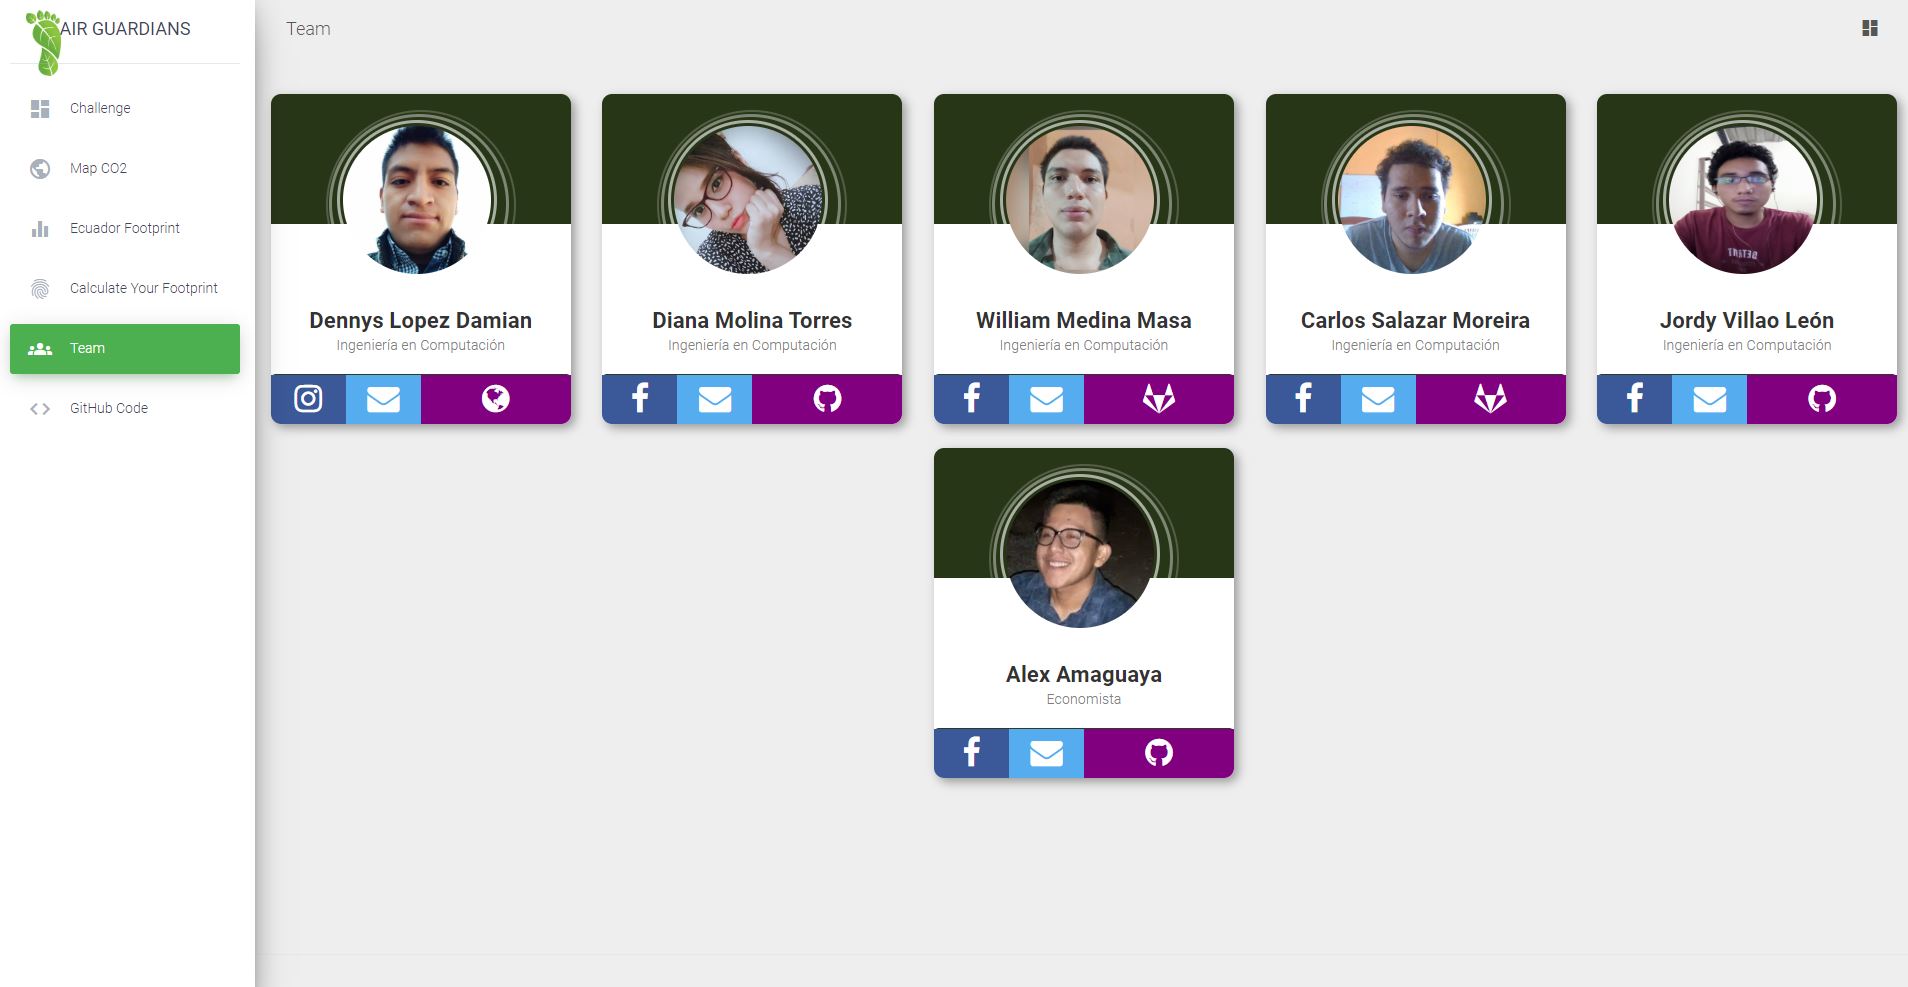 AIR GUARDIANS
Team
Challenge
Map CO2
Ecuador Footprint
Calculate Your Footprint
Team
GitHub Code
Dennys Lopez Damian
Ingeniería en Computación
Diana Molina Torres
Ingeniería en Computación
William Medina Masa
Ingeniería en Computación
Carlos Salazar Moreira
Ingeniería en Computación
Jordy Villao León
Ingeniería en Computación
Alex Amaguaya
Economista